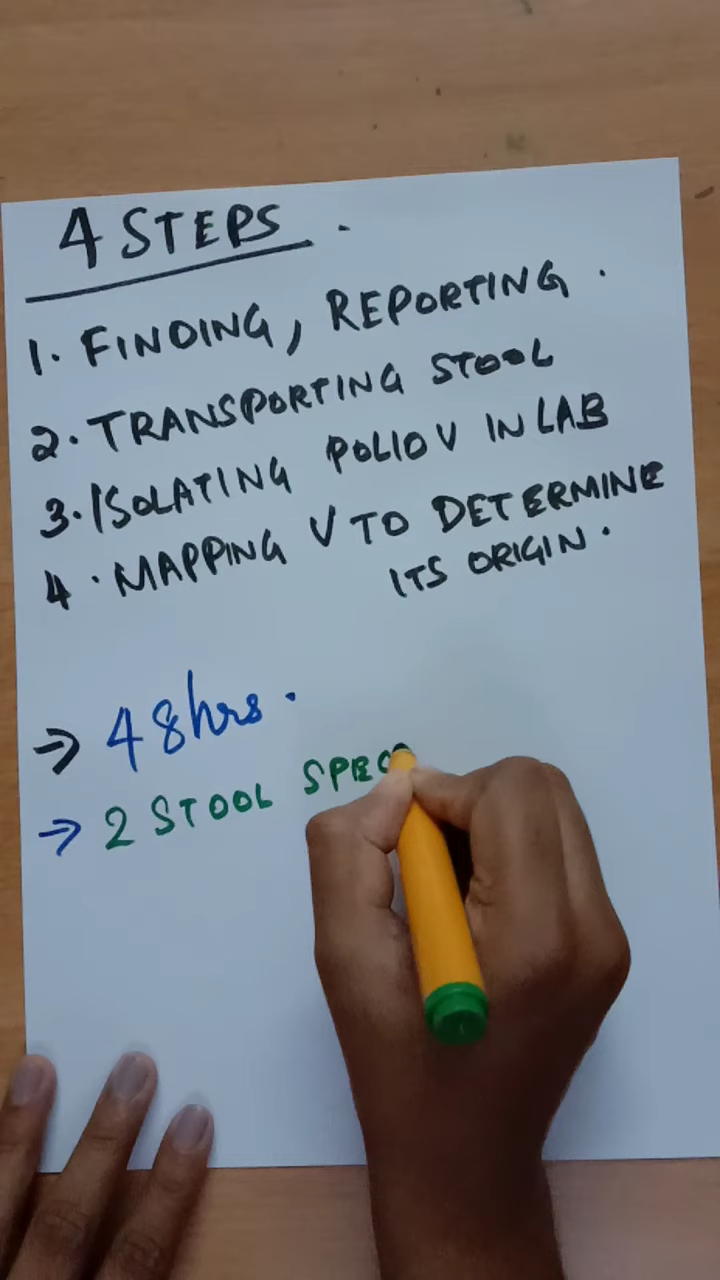 4 STEPS.
1. FINDING, REPORTING.
2. TRANSPORTING STOOL
3. ISOLATING POLIO V IN LAB
4. MAPPING V TO DETERMINE
ITS ORIGIN.
→ 48hrs.
→ 2 STOOL SPEC